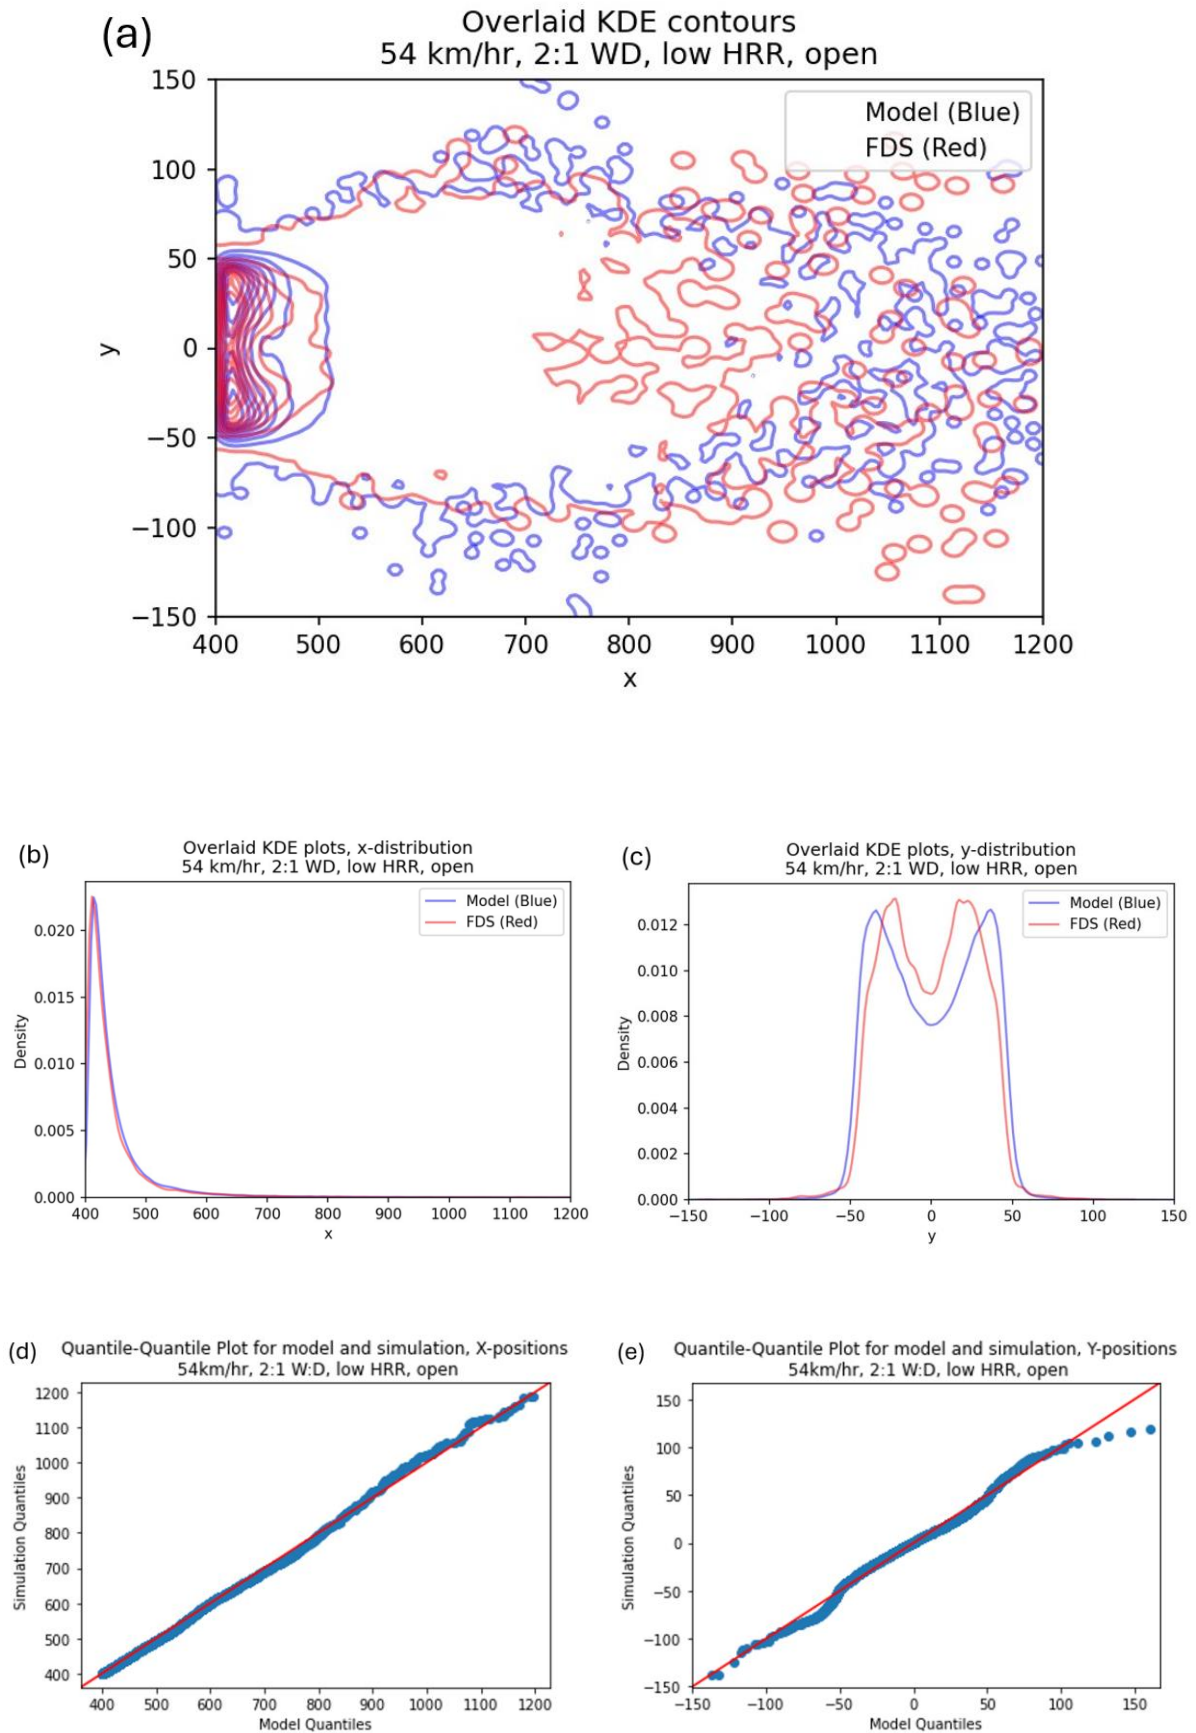 (a)
Overlaid KDE contours
54 km/hr, 2:1 WD, low HRR, open
Model (Blue)
FDS (Red)
150
100
50
0
−50
−100
−150
y
400 500 600 700 800 900 1000 1100 1200
x
(b)
Overlaid KDE plots, x-distribution
54 km/hr, 2:1 WD, low HRR, open
Model (Blue)
FDS (Red)
0.020
0.015
0.010
0.005
0.000
Density
400 500 600 700 800 900 1000 1100 1200
x
(c)
Overlaid KDE plots, y-distribution
54 km/hr, 2:1 WD, low HRR, open
Model (Blue)
FDS (Red)
0.012
0.010
0.008
0.006
0.004
0.002
0.000
Density
−150 −100 −50 0 50 100 150
y
(d)
Quantile-Quantile Plot for model and simulation, X-positions
54km/hr, 2:1 W:D, low HRR, open
1200
1100
1000
900
800
700
600
500
400
Simulation Quantiles
400 500 600 700 800 900 1000 1100 1200
Model Quantiles
(e)
Quantile-Quantile Plot for model and simulation, Y-positions
54km/hr, 2:1 W:D, low HRR, open
150
100
50
0
−50
−100
−150
Simulation Quantiles
−150 −100 −50 0 50 100 150
Model Quantiles